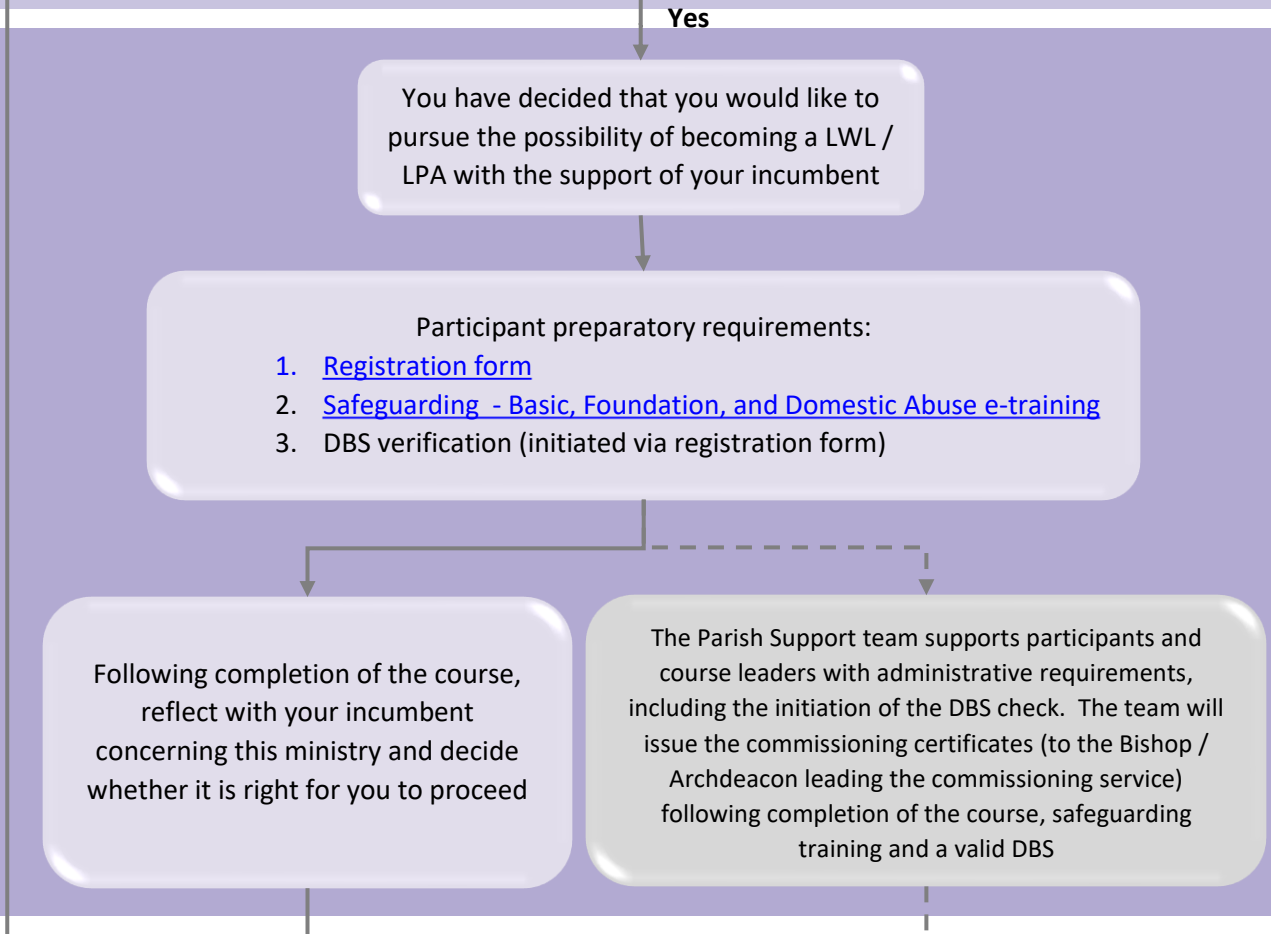 Yes
You have decided that you would like to
pursue the possibility of becoming a LWL /
LPA with the support of your incumbent
Participant preparatory requirements:
1. Registration form
2. Safeguarding - Basic, Foundation, and Domestic Abuse e-training
3. DBS verification (initiated via registration form)
Following completion of the course,
reflect with your incumbent
concerning this ministry and decide
whether it is right for you to proceed
The Parish Support team supports participants and
course leaders with administrative requirements,
including the initiation of the DBS check. The team will
issue the commissioning certificates (to the Bishop /
Archdeacon leading the commissioning service)
following completion of the course, safeguarding
training and a valid DBS